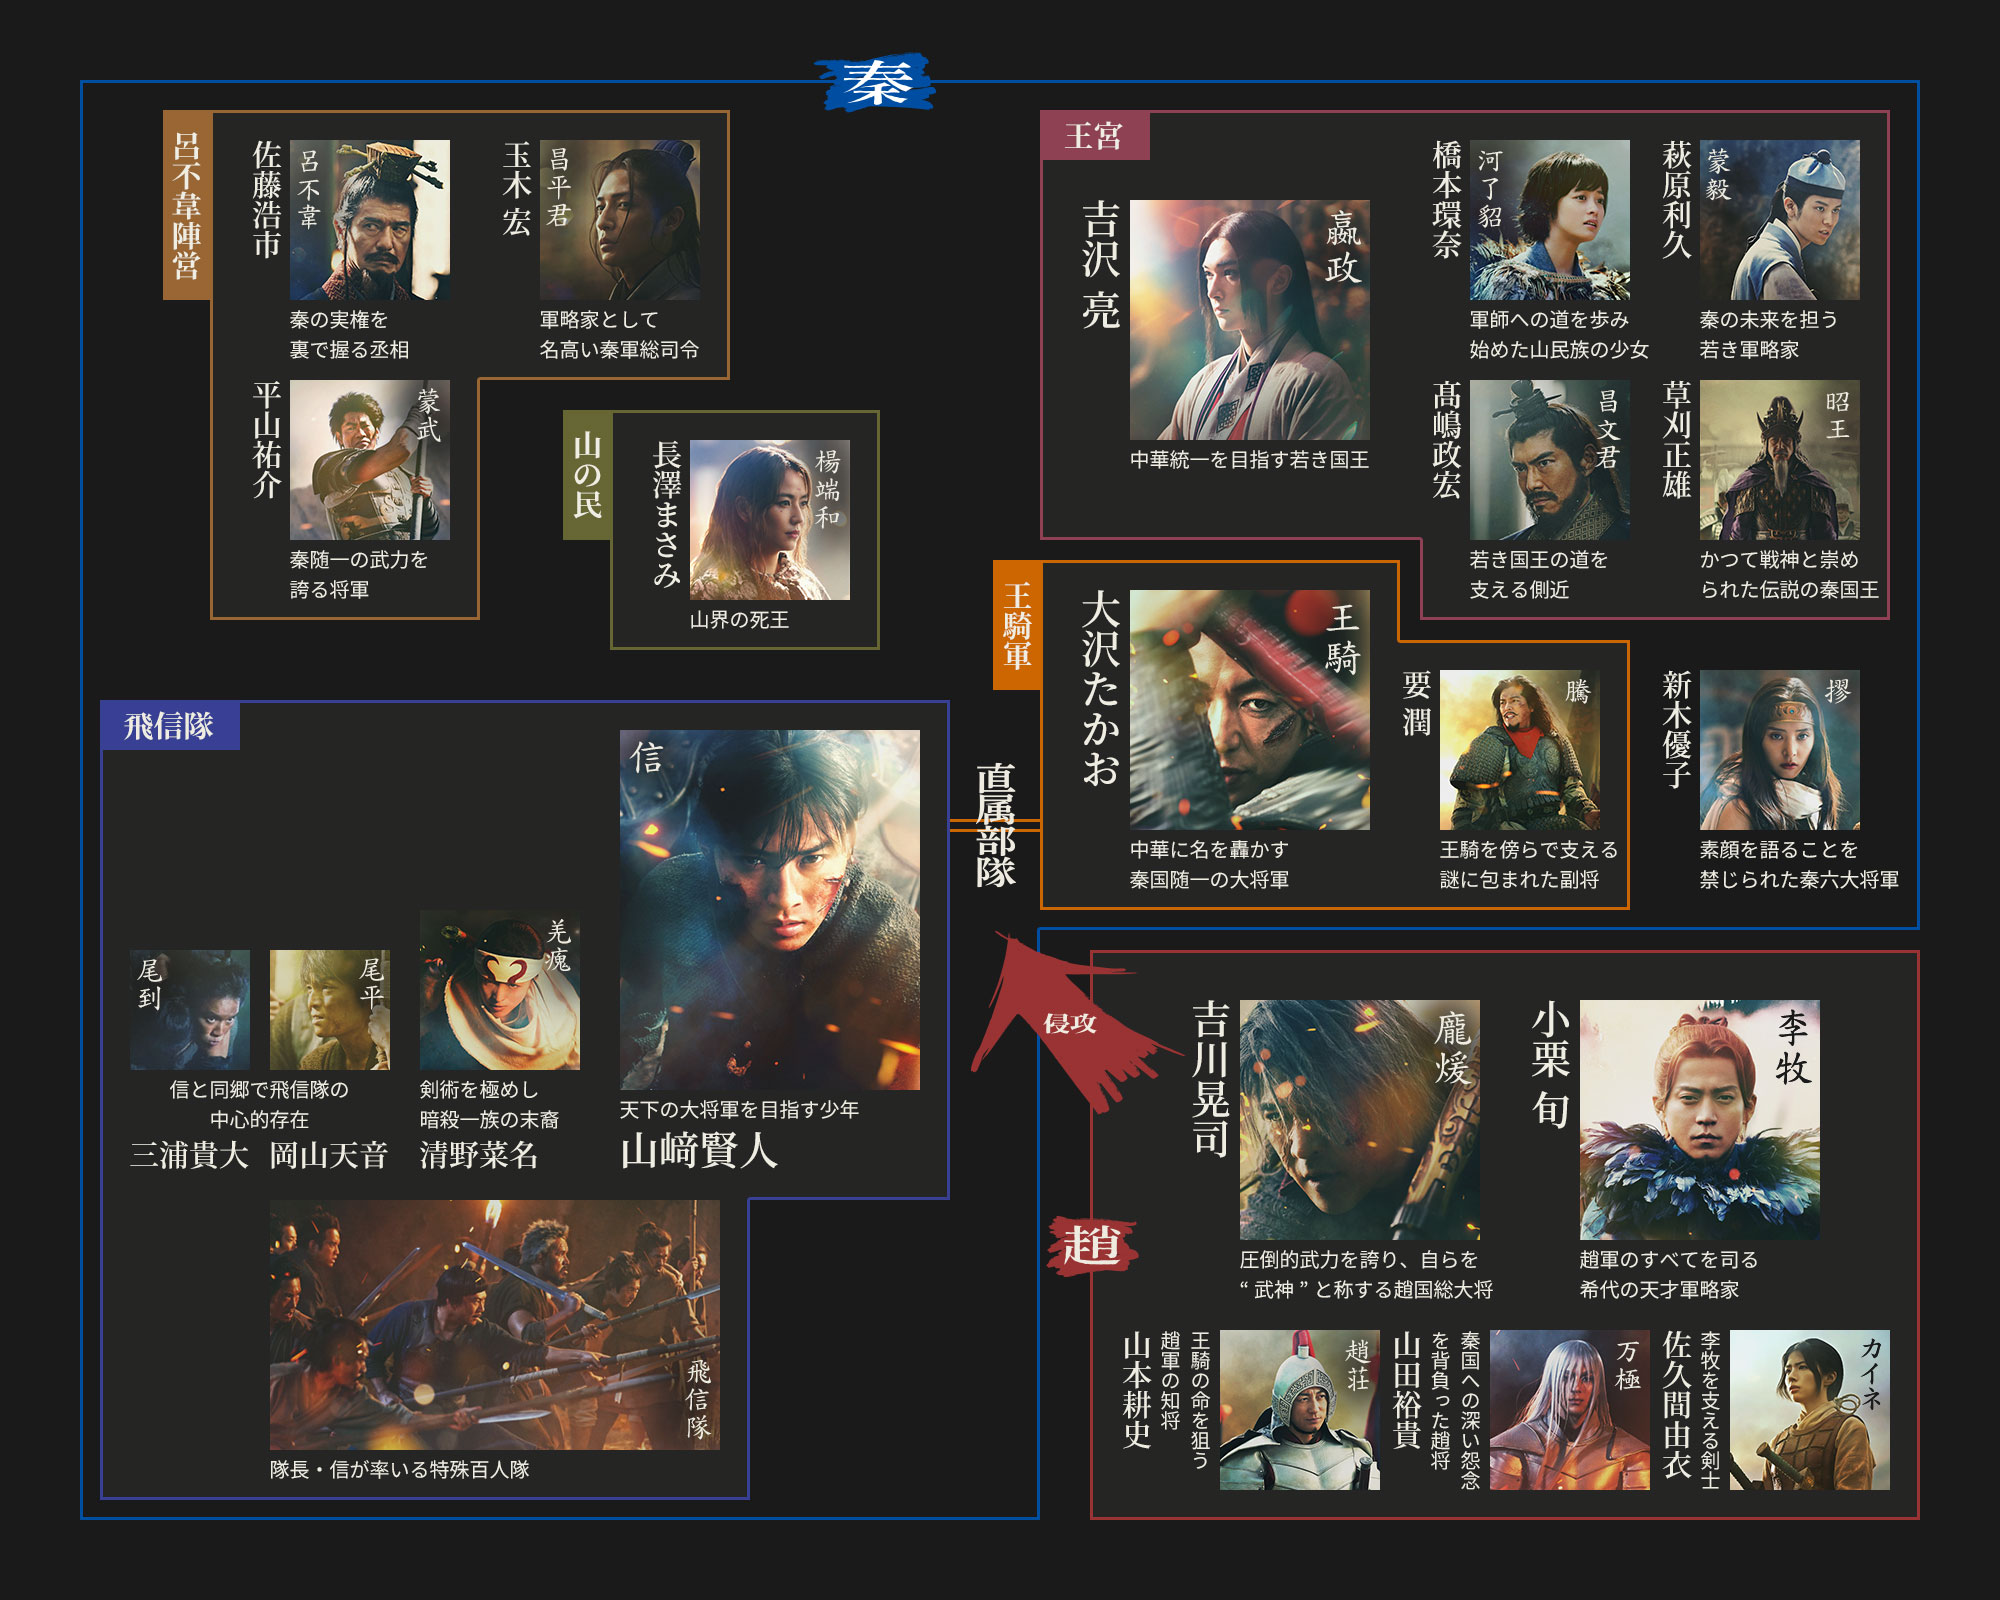 秦
呂不韋陣営
佐藤浩市
呂不韋
秦の実権を
裏で握る丞相
玉木 宏
昌平君
軍略家として
名高い秦軍総司令
平山祐介
蒙武
秦随一の武力を
誇る将軍
山の民
長澤まさみ
楊端和
山界の死王
王宮
吉沢 亮
嬴政
中華統一を目指す若き国王
橋本環奈
河了貂
軍師への道を歩み
始めた山民族の少女
萩原利久
蒙毅
秦の未来を担う
若き軍略家
髙嶋政宏
昌文君
若き国王の道を
支える側近
草刈正雄
昭王
かつて戦神と崇め
られた伝説の秦国王
王騎軍
大沢たかお
王騎
中華に名を轟かす
秦国随一の大将軍
要 潤
騰
王騎を傍らで支える
謎に包まれた副将
新木優子
摎
素顔を語ることを
禁じられた秦六大将軍
直属部隊
飛信隊
信
天下の大将軍を目指す少年
山﨑賢人
羌瘣
剣術を極めし
暗殺一族の末裔
清野菜名
尾到
尾平
信と同郷で飛信隊の
中心的存在
三浦貴大
岡山天音
飛信隊
隊長・信が率いる特殊百人隊
侵攻
趙
吉川晃司
龐煖
圧倒的武力を誇り、自らを
“ 武神 ” と称する趙国総大将
小栗 旬
李牧
趙軍のすべてを司る
希代の天才軍略家
山本耕史
王騎の命を狙う
趙軍の知将
趙荘
山田裕貴
秦国への深い怨念
を背負った趙将
万極
佐久間由衣
李牧を支える剣士
カイネ